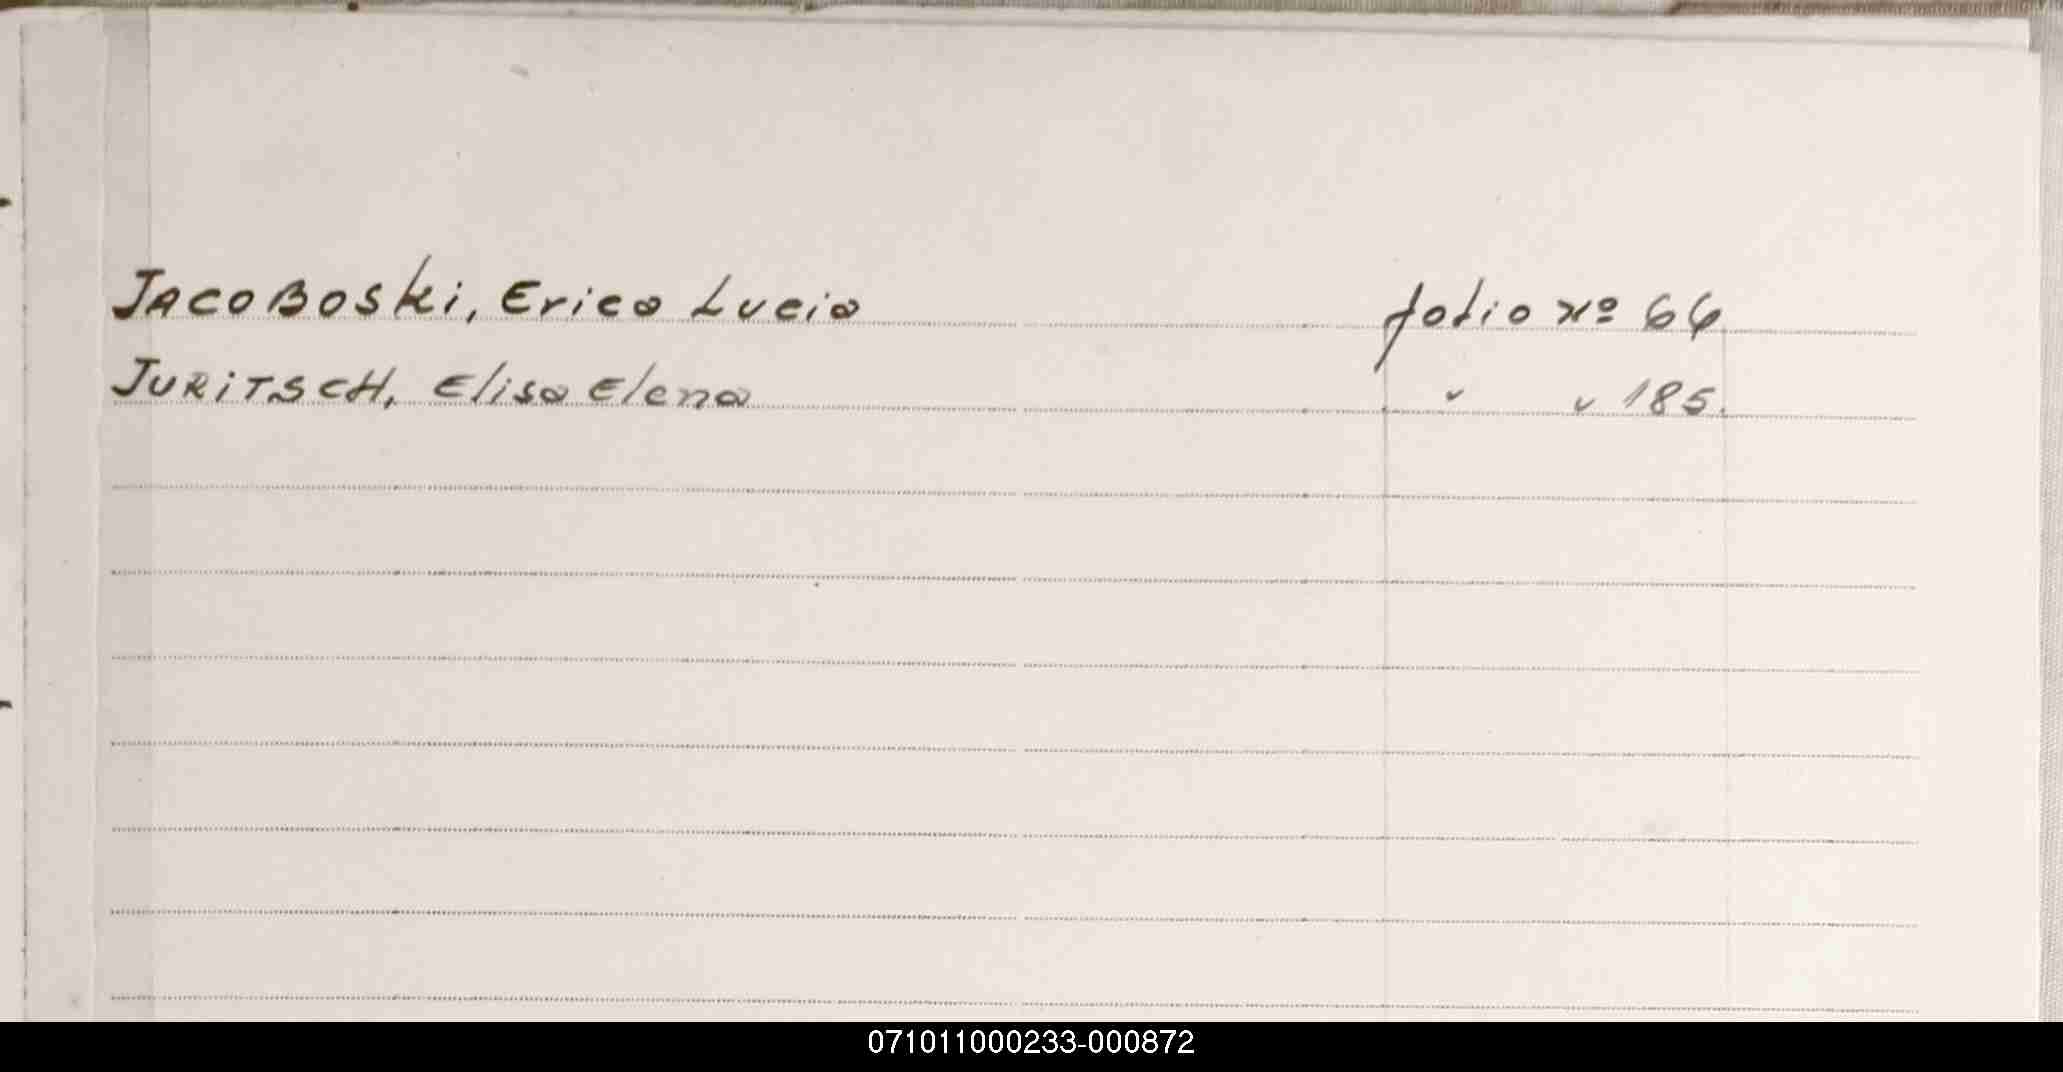 JACOBOSki, Erica Lucia folio nº 66
JURITSCH, Elisa Elena " " 185.
071011000233-000872